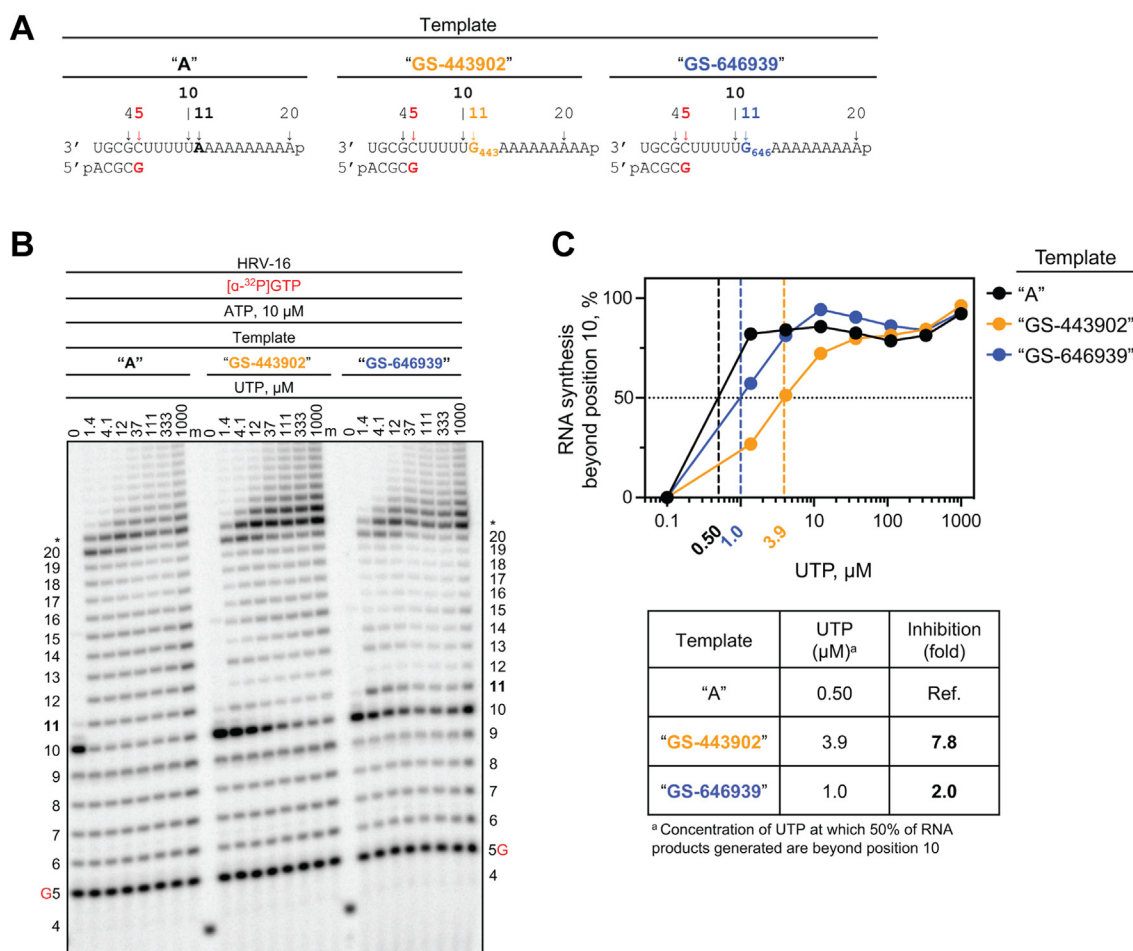 A
Template
"A" "GS-443902" "GS-646939"
10 10 10
45 |11 20 45 |11 20 45 |11 20
3' UGCGCUUUUUUAAAAAAAAAAp UGCGCUUUUUUG443AAAAAAAAAp UGCGCUUUUUUG646AAAAAAAAAp
5'pACGCG 5'pACGCG 5'pACGCG
B
HRV-16
[α-32P]GTP
ATP, 10 µM
Template
"A" "GS-443902" "GS-646939"
UTP, µM
0 1.4 4.1 12 37 111 333 1000 m 0 1.4 4.1 12 37 111 333 1000 m 0 1.4 4.1 12 37 111 333 1000
*
20
19
18
17
16
15
14
13
12
11
10
9
8
7
6
G5
4
*
20
19
18
17
16
15
14
13
12
11
10
9
8
7
6
5G
4
C
Template
"A"
"GS-443902"
"GS-646939"
RNA synthesis
beyond position 10, %
100
50
0
0.1 10 100 1000
0.50 1.0 3.9
UTP, µM
Template UTP (µM)a Inhibition (fold)
"A" 0.50 Ref.
"GS-443902" 3.9 7.8
"GS-646939" 1.0 2.0
a Concentration of UTP at which 50% of RNA
products generated are beyond position 10